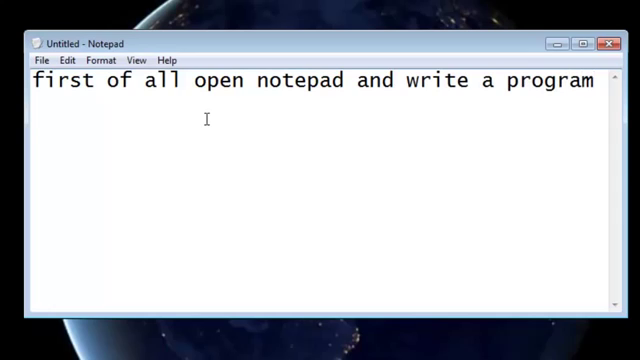 Untitled - Notepad
File Edit Format View Help
first of all open notepad and write a program